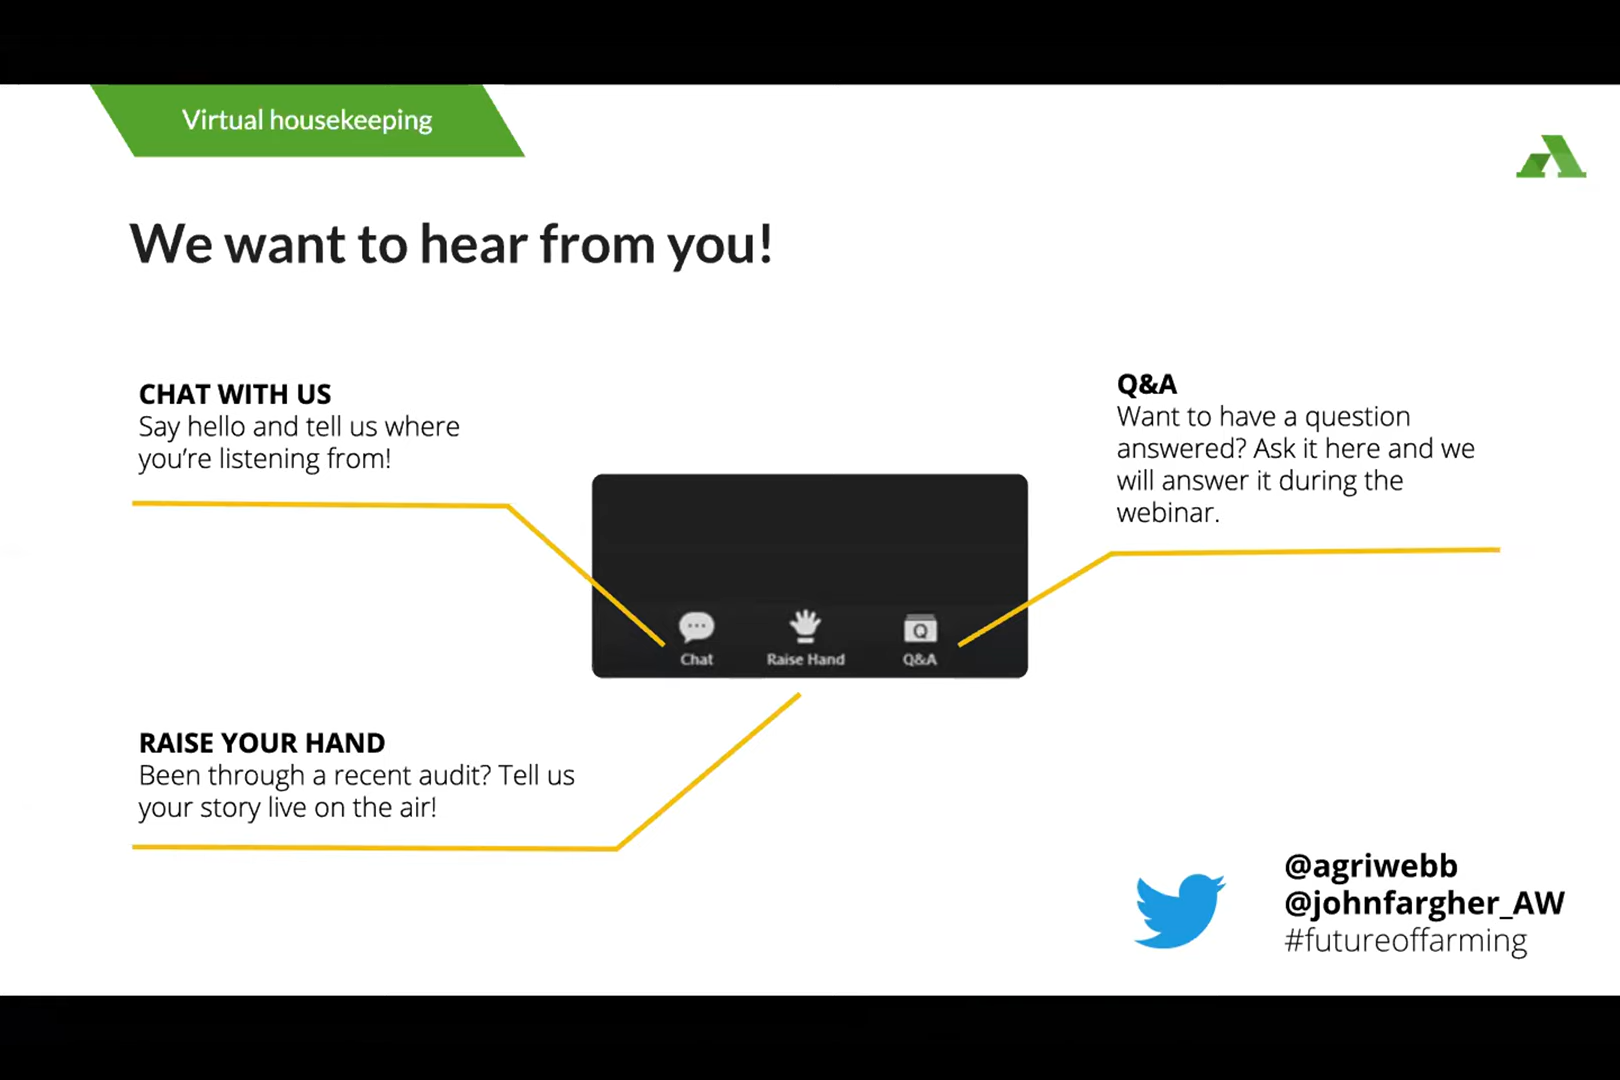 Virtual housekeeping
We want to hear from you!
CHAT WITH US
Say hello and tell us where
you’re listening from!
Q&A
Want to have a question
answered? Ask it here and we
will answer it during the
webinar.
Chat
Raise Hand
Q
Q&A
RAISE YOUR HAND
Been through a recent audit? Tell us
your story live on the air!
@agriwebb
@johnfargher_AW
#futureoffarming